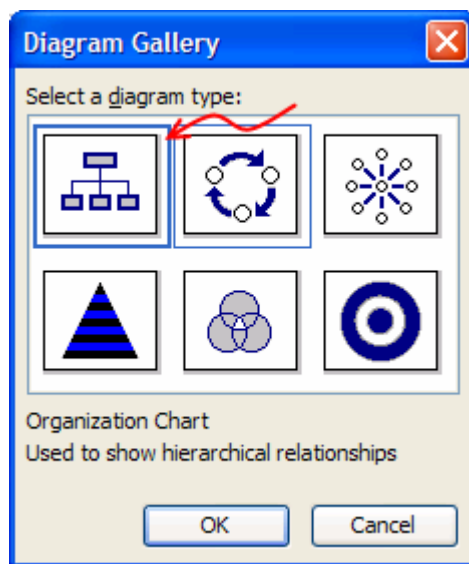 Diagram Gallery
Select a diagram type:
Organization Chart
Used to show hierarchical relationships
OK
Cancel